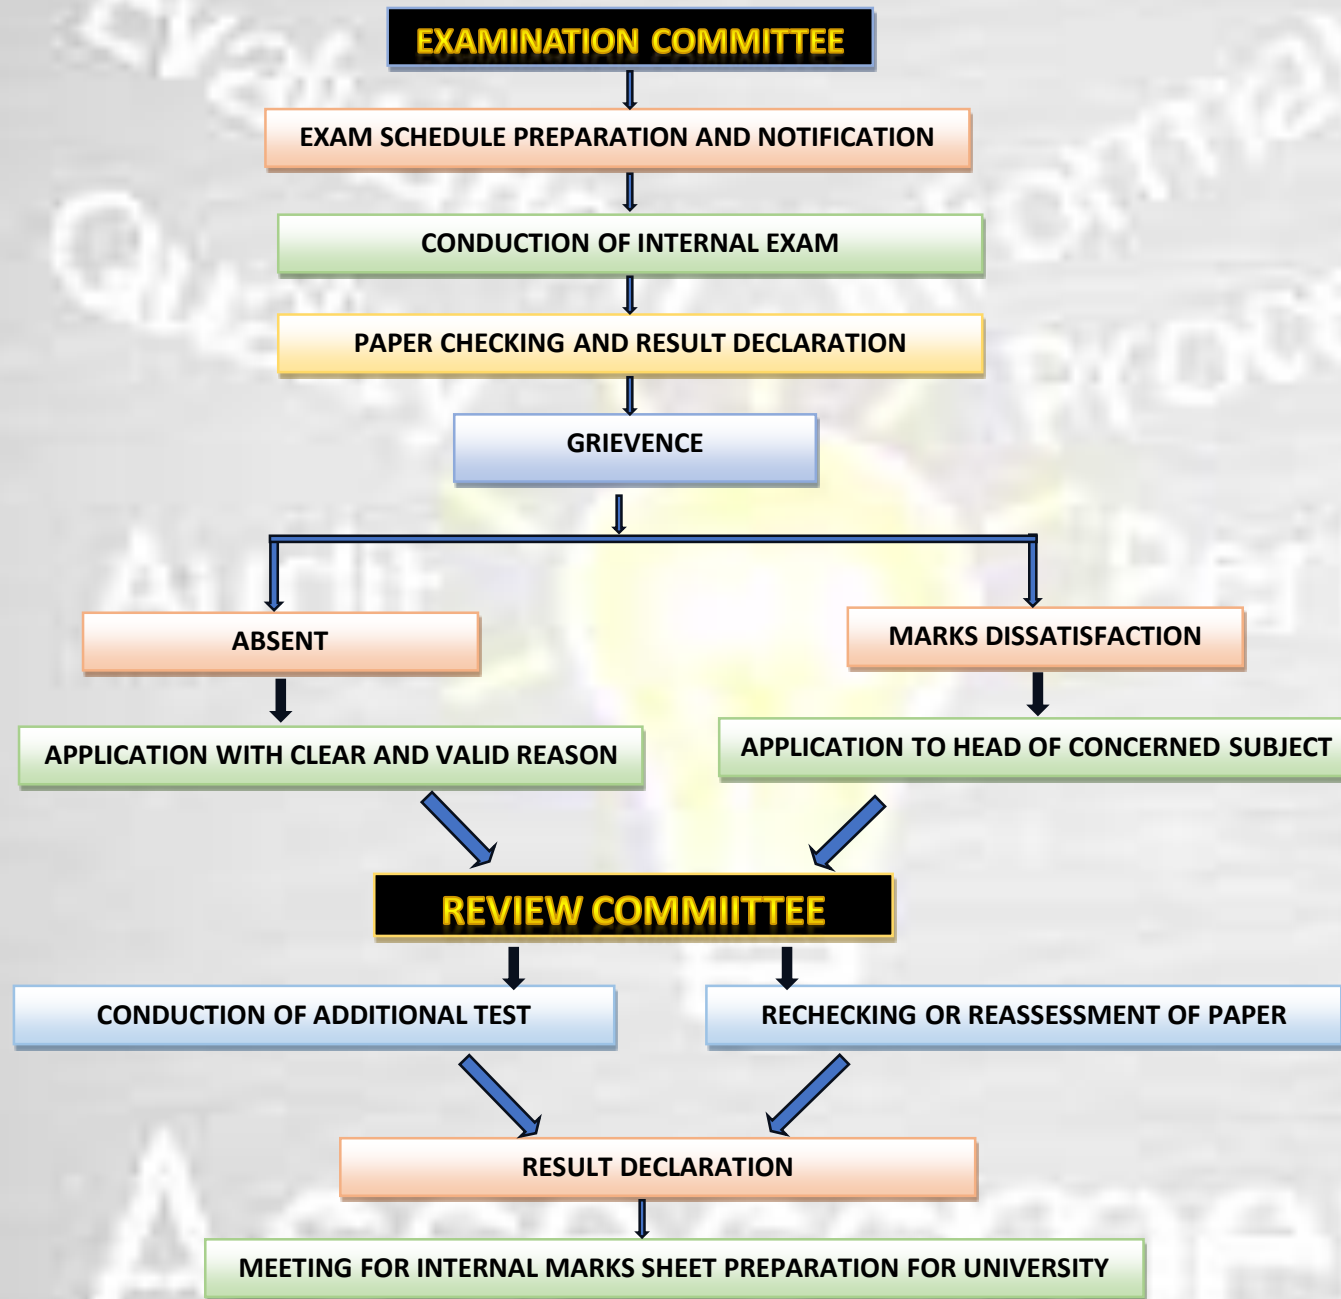 EXAMINATION COMMITTEE
EXAM SCHEDULE PREPARATION AND NOTIFICATION
CONDUCTION OF INTERNAL EXAM
PAPER CHECKING AND RESULT DECLARATION
GRIEVENCE
ABSENT
MARKS DISSATISFACTION
APPLICATION WITH CLEAR AND VALID REASON
APPLICATION TO HEAD OF CONCERNED SUBJECT
REVIEW COMMIITTEE
CONDUCTION OF ADDITIONAL TEST
RECHECKING OR REASSESSMENT OF PAPER
RESULT DECLARATION
MEETING FOR INTERNAL MARKS SHEET PREPARATION FOR UNIVERSITY
Audit